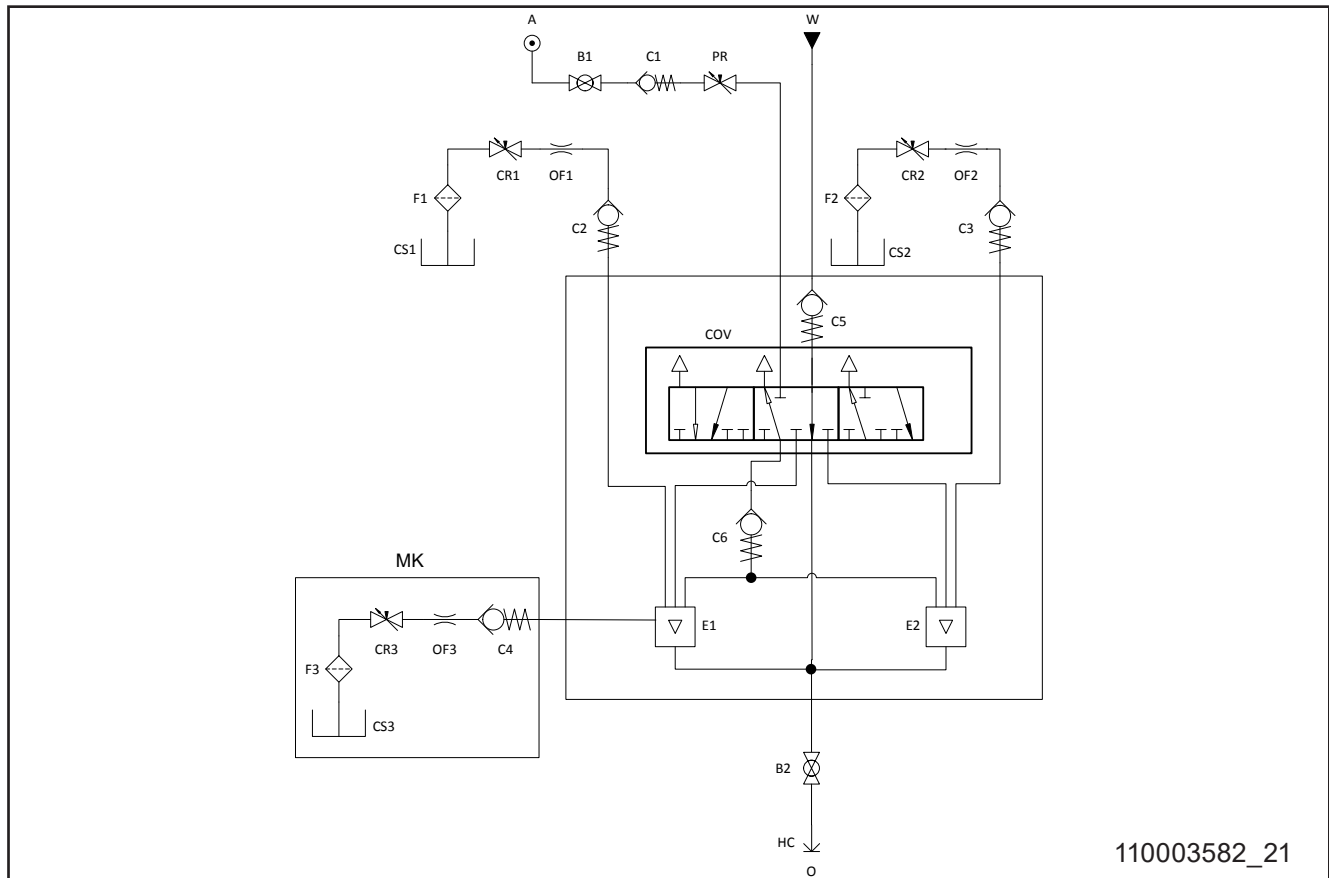 A
W
B1
C1
PR
CR1
OF1
CR2
OF2
F1
F2
C2
C3
CS1
CS2
C5
COV
C6
MK
E1
E2
CR3
OF3
C4
F3
CS3
B2
HC
O
110003582_21